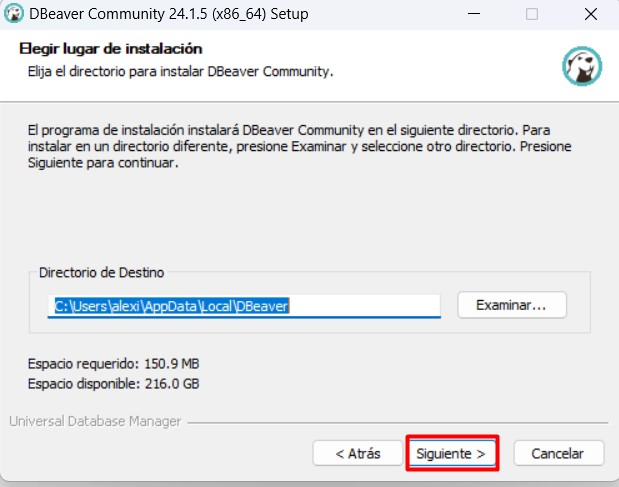 DBeaver Community 24.1.5 (x86_64) Setup
Elegir lugar de instalación
Elija el directorio para instalar DBeaver Community.
El programa de instalación instalará DBeaver Community en el siguiente directorio. Para
instalar en un directorio diferente, presione Examinar y seleccione otro directorio. Presione
Siguiente para continuar.
Directorio de Destino
C:\Users\alexi\AppData\Local\DBeaver
Examinar...
Espacio requerido: 150.9 MB
Espacio disponible: 216.0 GB
Universal Database Manager
< Atrás
Siguiente >
Cancelar